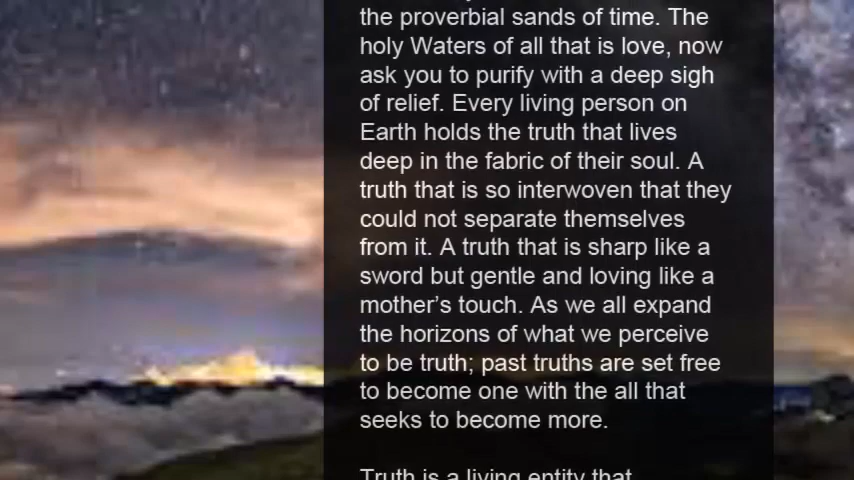 the proverbial sands of time. The
holy Waters of all that is love, now
ask you to purify with a deep sigh
of relief. Every living person on
Earth holds the truth that lives
deep in the fabric of their soul. A
truth that is so interwoven that they
could not separate themselves
from it. A truth that is sharp like a
sword but gentle and loving like a
mother’s touch. As we all expand
the horizons of what we perceive
to be truth; past truths are set free
to become one with the all that
seeks to become more.
Truth is a living entity that